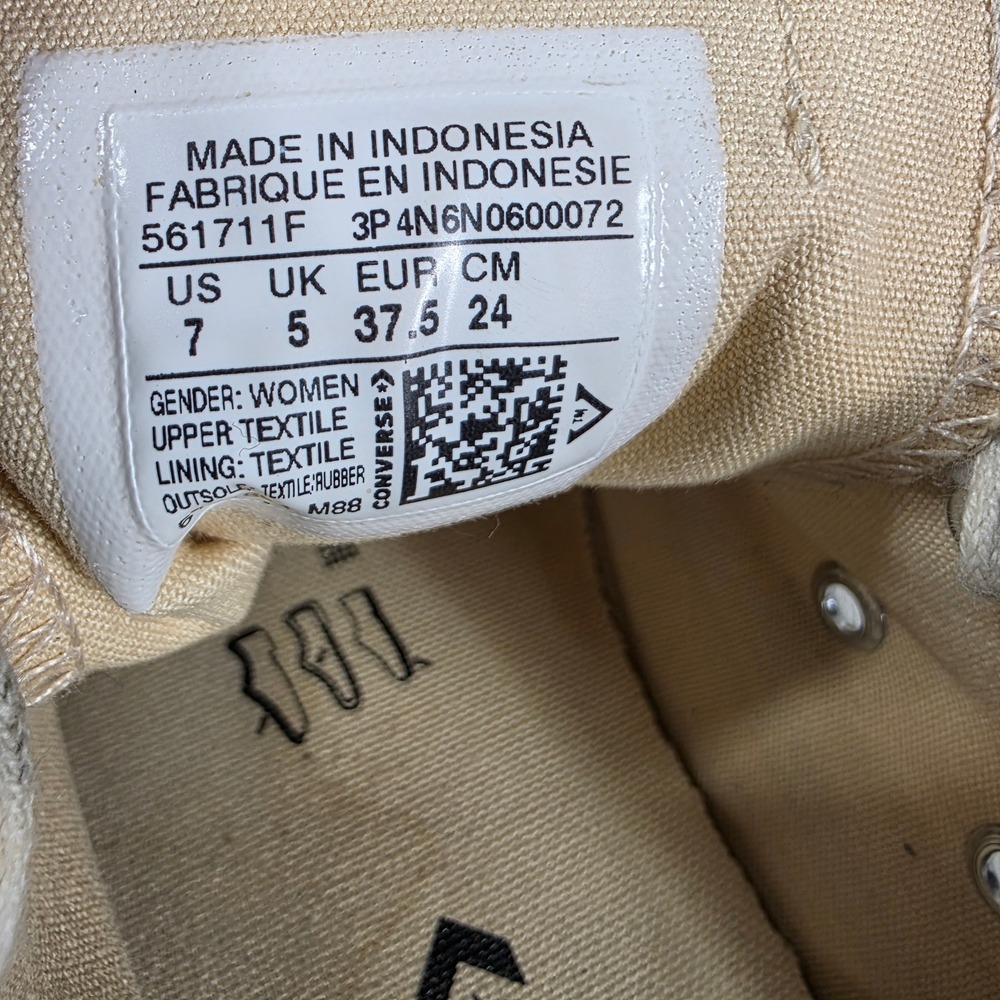 MADE IN INDONESIA
FABRIQUE EN INDONESIE
561711F 3P4N6N0600072
US UK EUR CM
7 5 37.5 24
GENDER: WOMEN
UPPER TEXTILE
LINING: TEXTILE
OUTSOLE TEXTILE/RUBBER
M88
CONVERSE